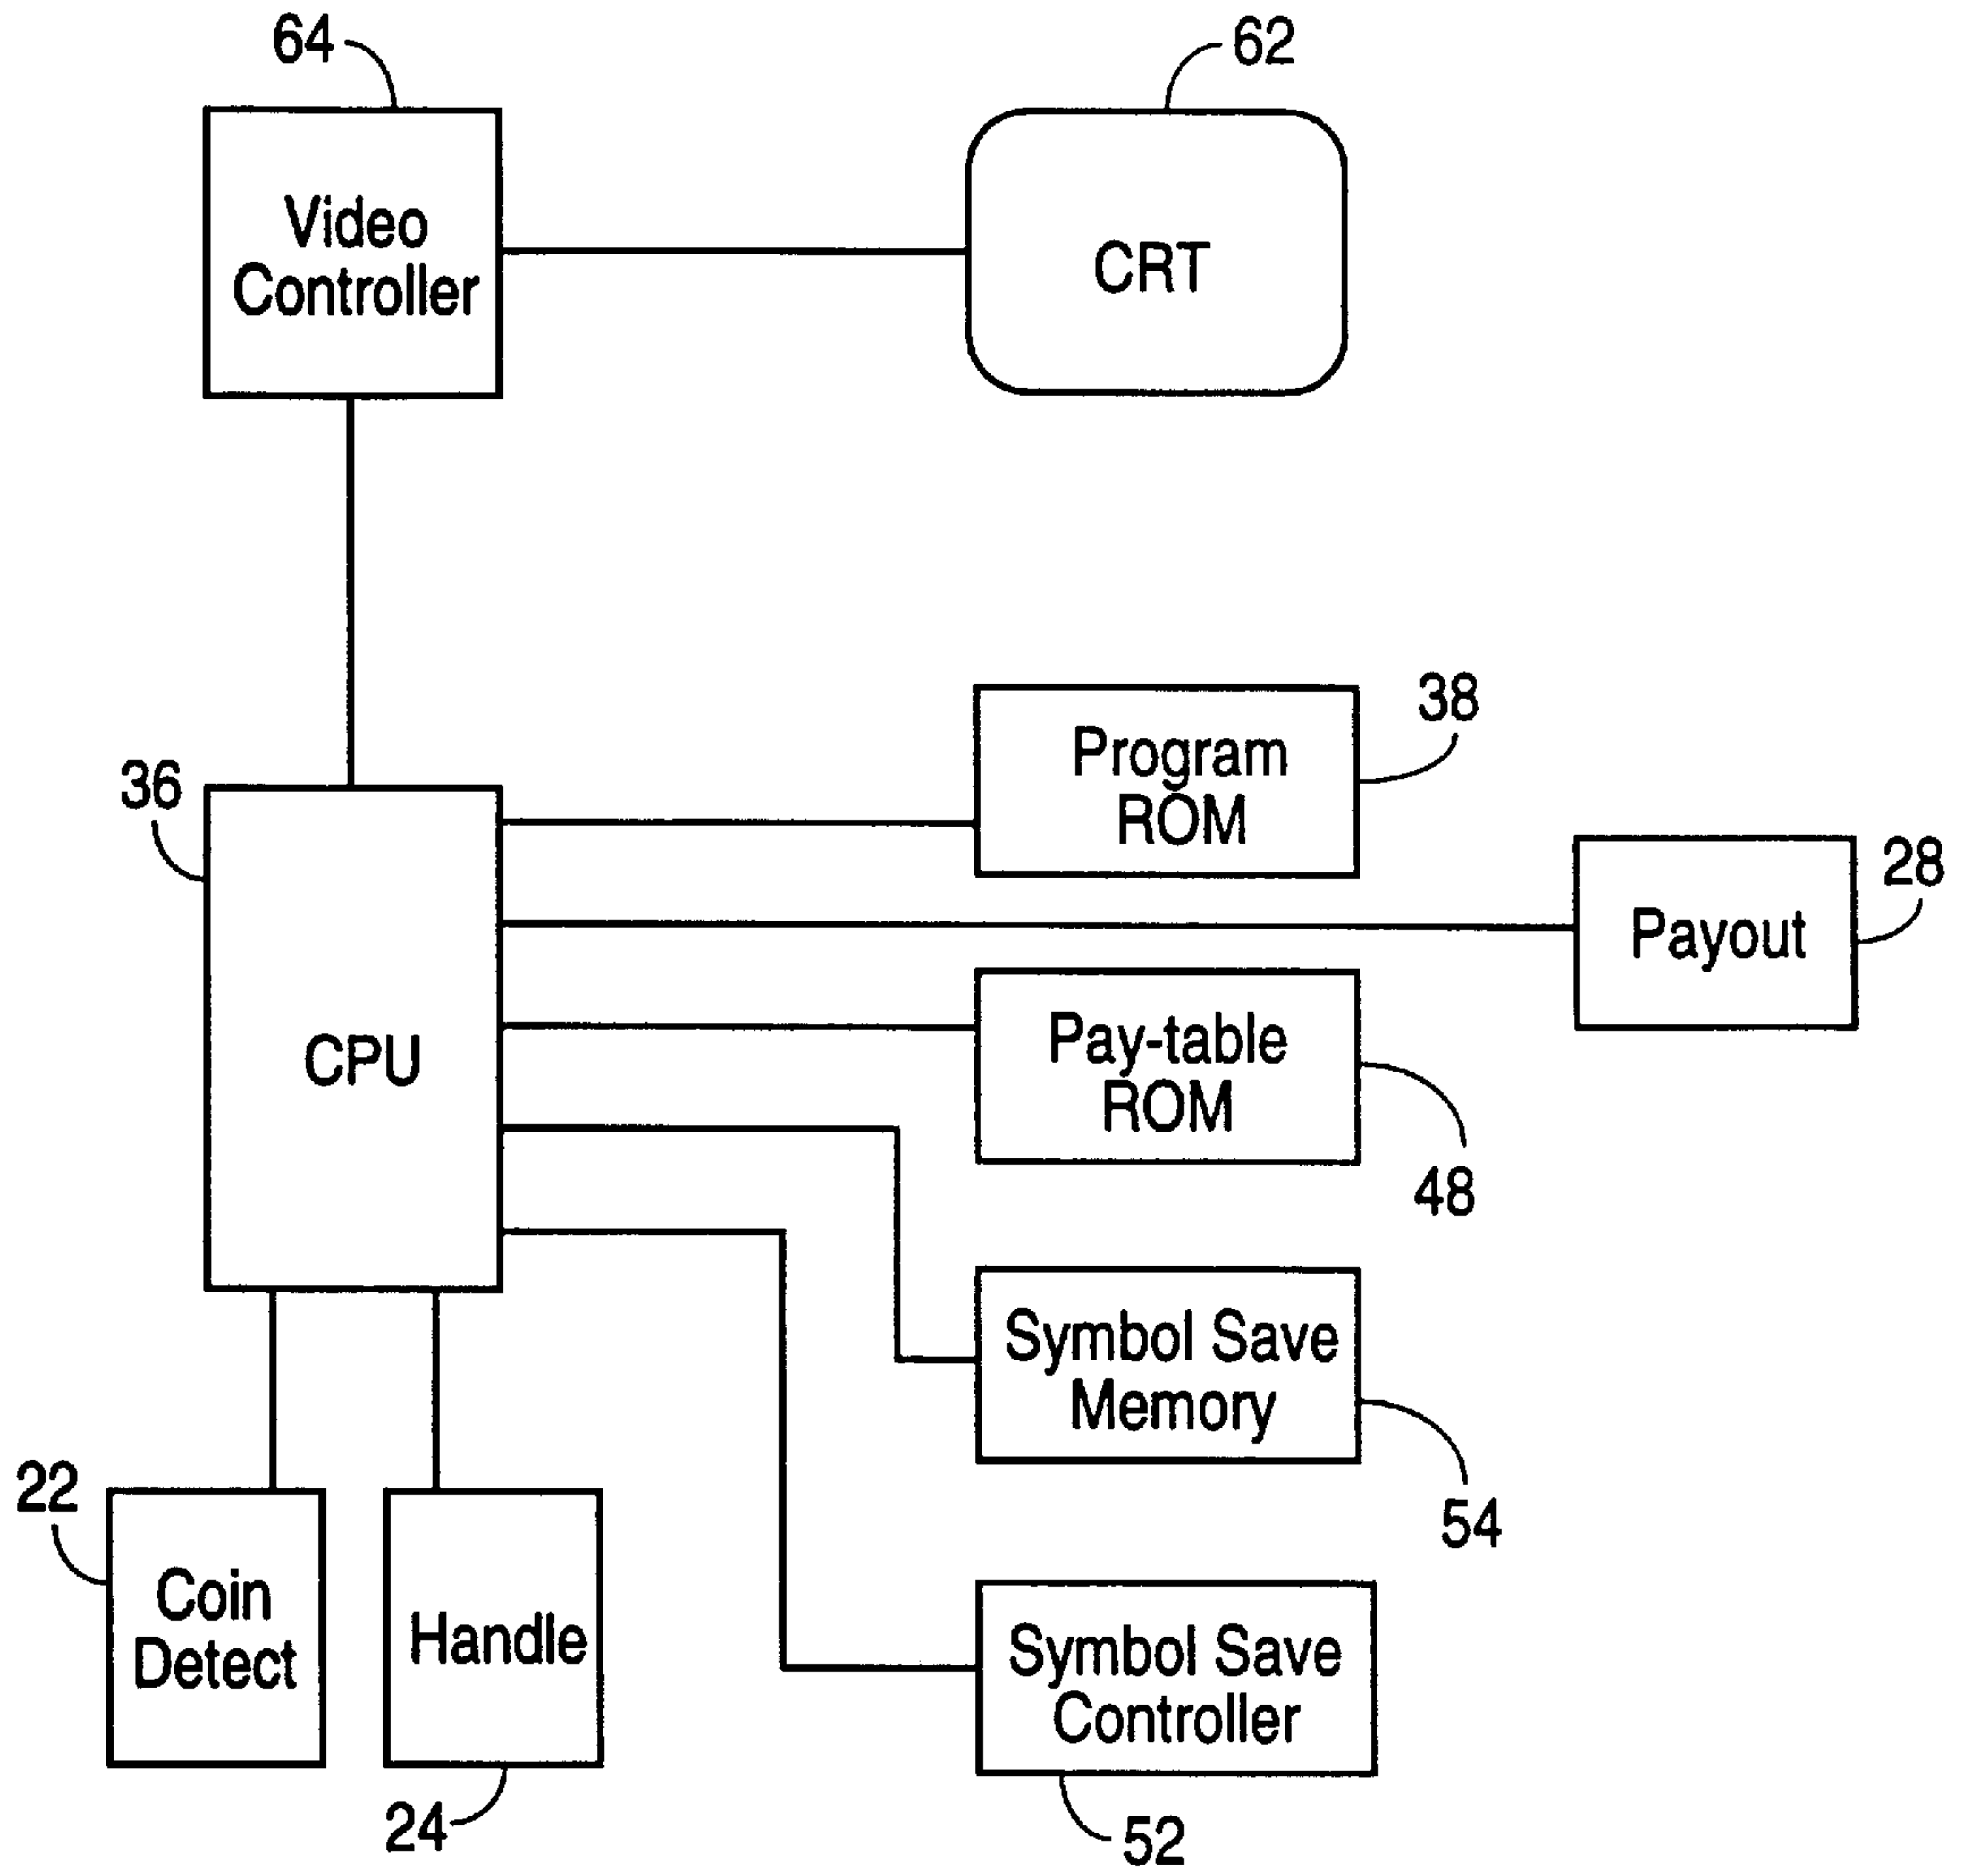 64
62
Video
Controller
CRT
38
Program
ROM
36
28
Payout
CPU
Pay-table
ROM
48
Symbol Save
Memory
54
22
Coin
Detect
Handle
Symbol Save
Controller
24
52